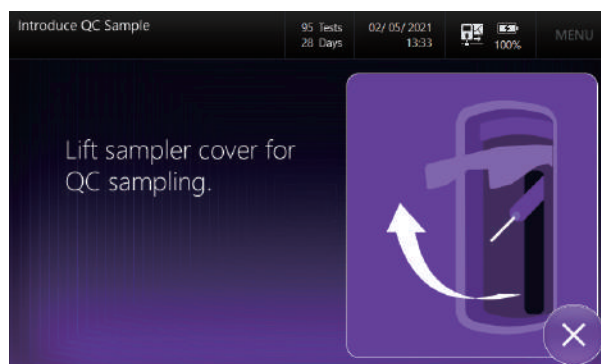 Introduce QC Sample
95 Tests
28 Days
02/ 05/ 2021
13:33
100%
MENU
Lift sampler cover for
QC sampling.